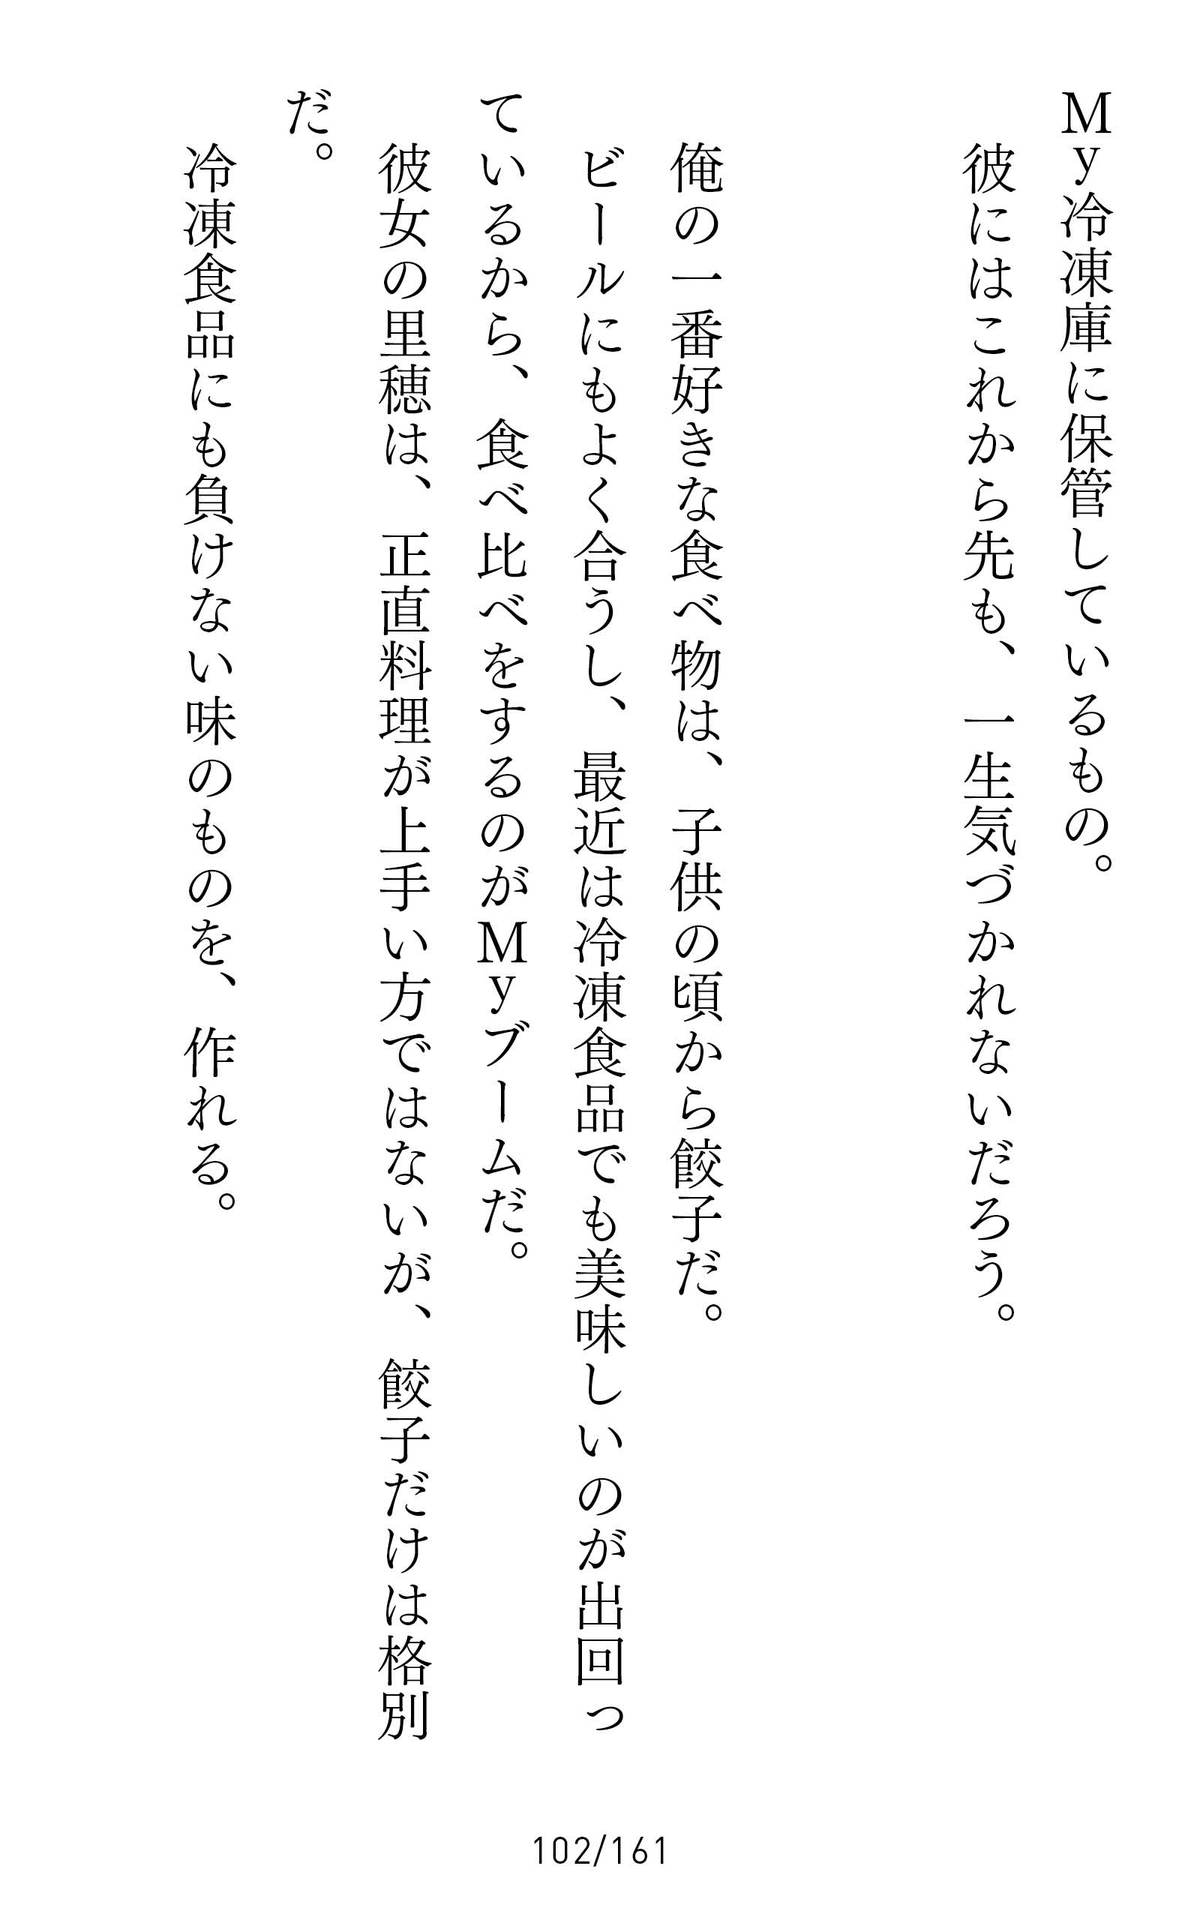 My冷凍庫に保管しているもの。
彼にはこれから先も、一生気づかれないだろう。
俺の一番好きな食べ物は、子供の頃から餃子だ。
ビールにもよく合うし、最近は冷凍食品でも美味しいのが出回っ
ているから、食べ比べをするのがMyブームだ。
彼女の里穂は、正直料理が上手い方ではないが、餃子だけは格別
だ。
冷凍食品にも負けない味のものを、作れる。
102/161